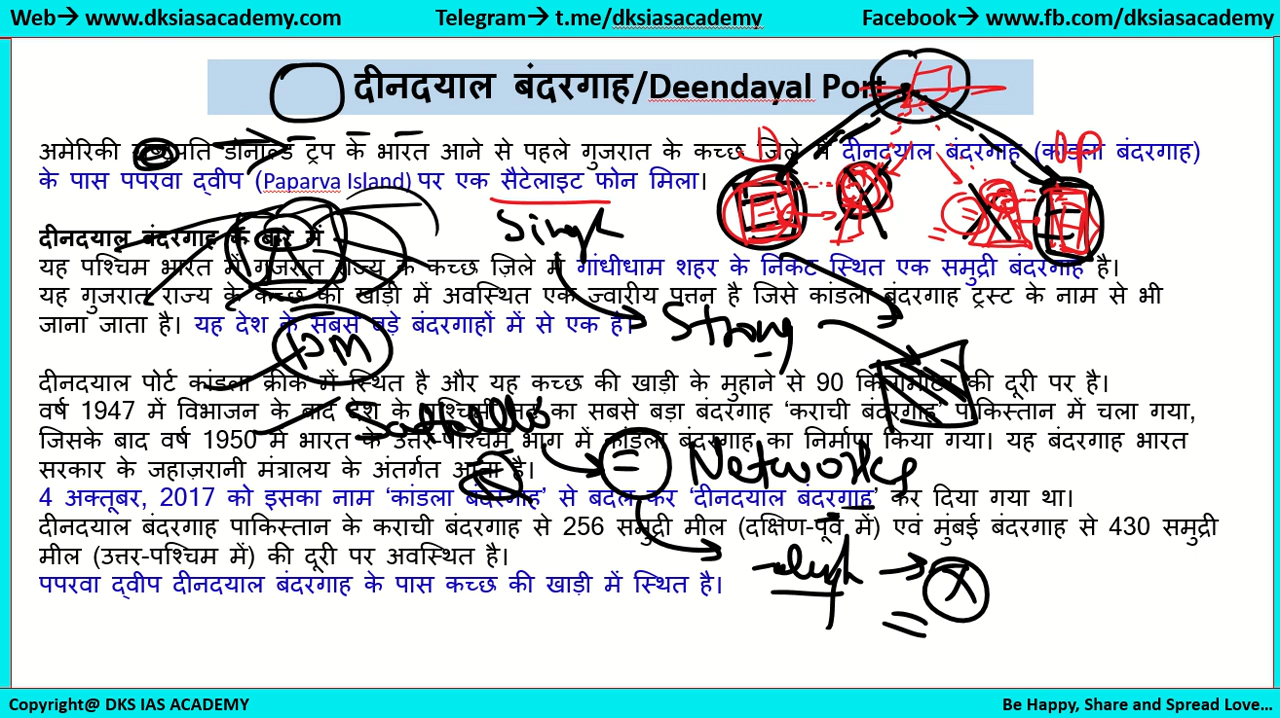 Web→ www.dksiasacademy.com Telegram→ t.me/dksiasacademy Facebook→ www.fb.com/dksiasacademy
दीनदयाल बंदरगाह/Deendayal Port
अमेरिकी डोनाल्ड ट्रंप के भारत आने से पहले गुजरात के कच्छ ज़िले में दीनदयाल बंदरगाह (कांडला बंदरगाह)
के पास पपरवा द्वीप (Paparva Island) पर एक सैटेलाइट फोन मिला।
दीनदयाल बंदरगाह के बारे में
यह पश्चिम भारत में गुजरात राज्य के कच्छ ज़िले में गांधीधाम शहर के निकट स्थित एक समुद्री बंदरगाह है।
यह गुजरात राज्य के कच्छ की खाड़ी में अवस्थित एक ज्वारीय पत्तन है जिसे कांडला बंदरगाह ट्रस्ट के नाम से भी
जाना जाता है। यह देश के सबसे बड़े बंदरगाहों में से एक है।
Strong
PM
दीनदयाल पोर्ट कांडला क्रीक में स्थित है और यह कच्छ की खाड़ी के मुहाने से 90 किलोमीटर की दूरी पर है।
वर्ष 1947 में विभाजन के बाद देश के पश्चिमी का सबसे बड़ा बंदरगाह ‘कराची बंदरगाह’ पाकिस्तान में चला गया,
जिसके बाद वर्ष 1950 में भारत के उत्तर-पश्चिम भाग में कांडला बंदरगाह का निर्माण किया गया। यह बंदरगाह भारत
सरकार के जहाज़रानी मंत्रालय के अंतर्गत आता है।
Networks
4 अक्तूबर, 2017 को इसका नाम ‘कांडला बंदरगाह’ से बदल कर ‘दीनदयाल बंदरगाह’ कर दिया गया था।
दीनदयाल बंदरगाह पाकिस्तान के कराची बंदरगाह से 256 समुद्री मील (दक्षिण-पूर्व में) एवं मुंबई बंदरगाह से 430 समुद्री
मील (उत्तर-पश्चिम में) की दूरी पर अवस्थित है।
पपरवा द्वीप दीनदयाल बंदरगाह के पास कच्छ की खाड़ी में स्थित है।
Copyright@ DKS IAS ACADEMY Be Happy, Share and Spread Love...